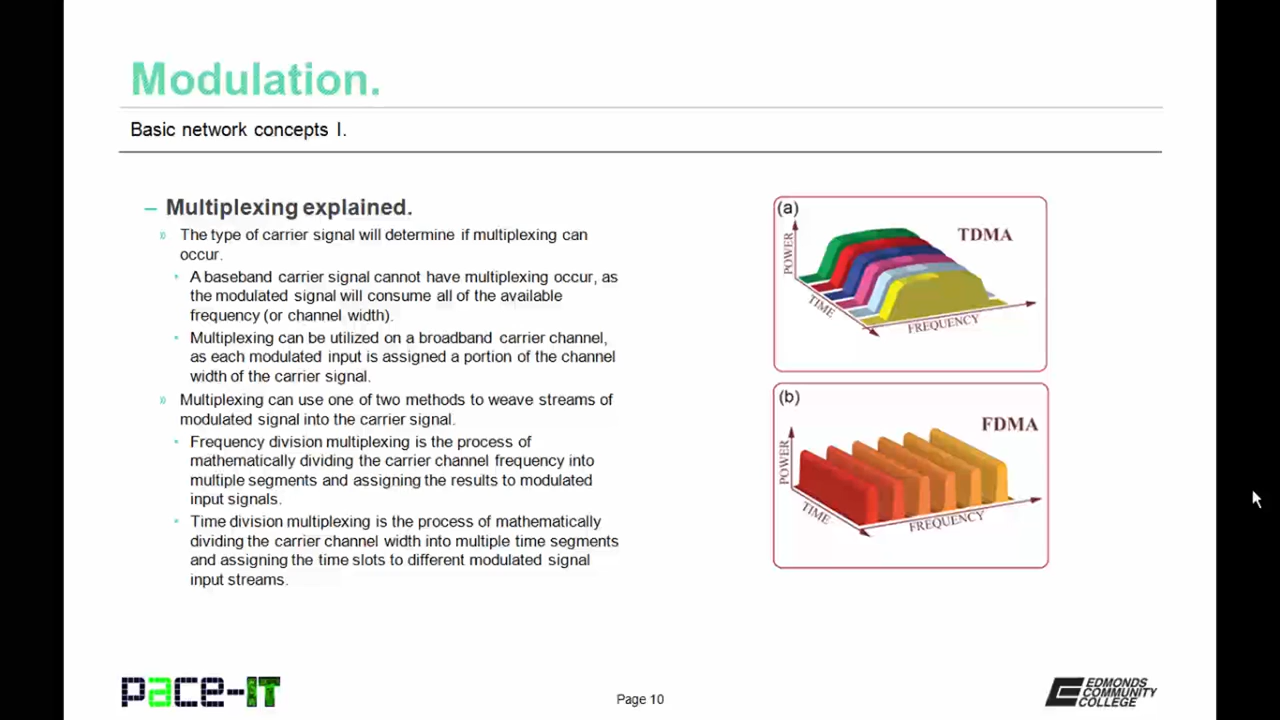 Modulation.
Basic network concepts I.
– Multiplexing explained.
» The type of carrier signal will determine if multiplexing can
occur.
• A baseband carrier signal cannot have multiplexing occur, as
the modulated signal will consume all of the available
frequency (or channel width).
• Multiplexing can be utilized on a broadband carrier channel,
as each modulated input is assigned a portion of the channel
width of the carrier signal.
» Multiplexing can use one of two methods to weave streams of
modulated signal into the carrier signal.
• Frequency division multiplexing is the process of
mathematically dividing the carrier channel frequency into
multiple segments and assigning the results to modulated
input signals.
• Time division multiplexing is the process of mathematically
dividing the carrier channel width into multiple time segments
and assigning the time slots to different modulated signal
input streams.
(a)
TDMA
POWER
TIME
FREQUENCY
(b)
FDMA
POWER
TIME
FREQUENCY
pace-IT
Page 10
EDMONDS
COMMUNITY
COLLEGE